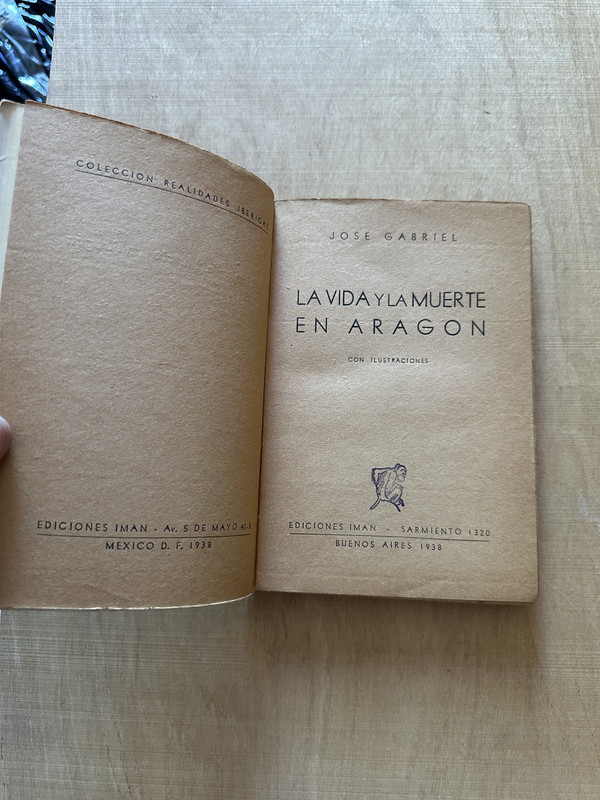 COLECCION REALIDADES IBERICAS
EDICIONES IMAN - Av. 5 DE MAYO
MEXICO D. F. 1938
JOSE GABRIEL
LA VIDA Y LA MUERTE
EN ARAGON
CON ILUSTRACIONES
EDICIONES IMAN - SARMIENTO 1320
BUENOS AIRES 1938